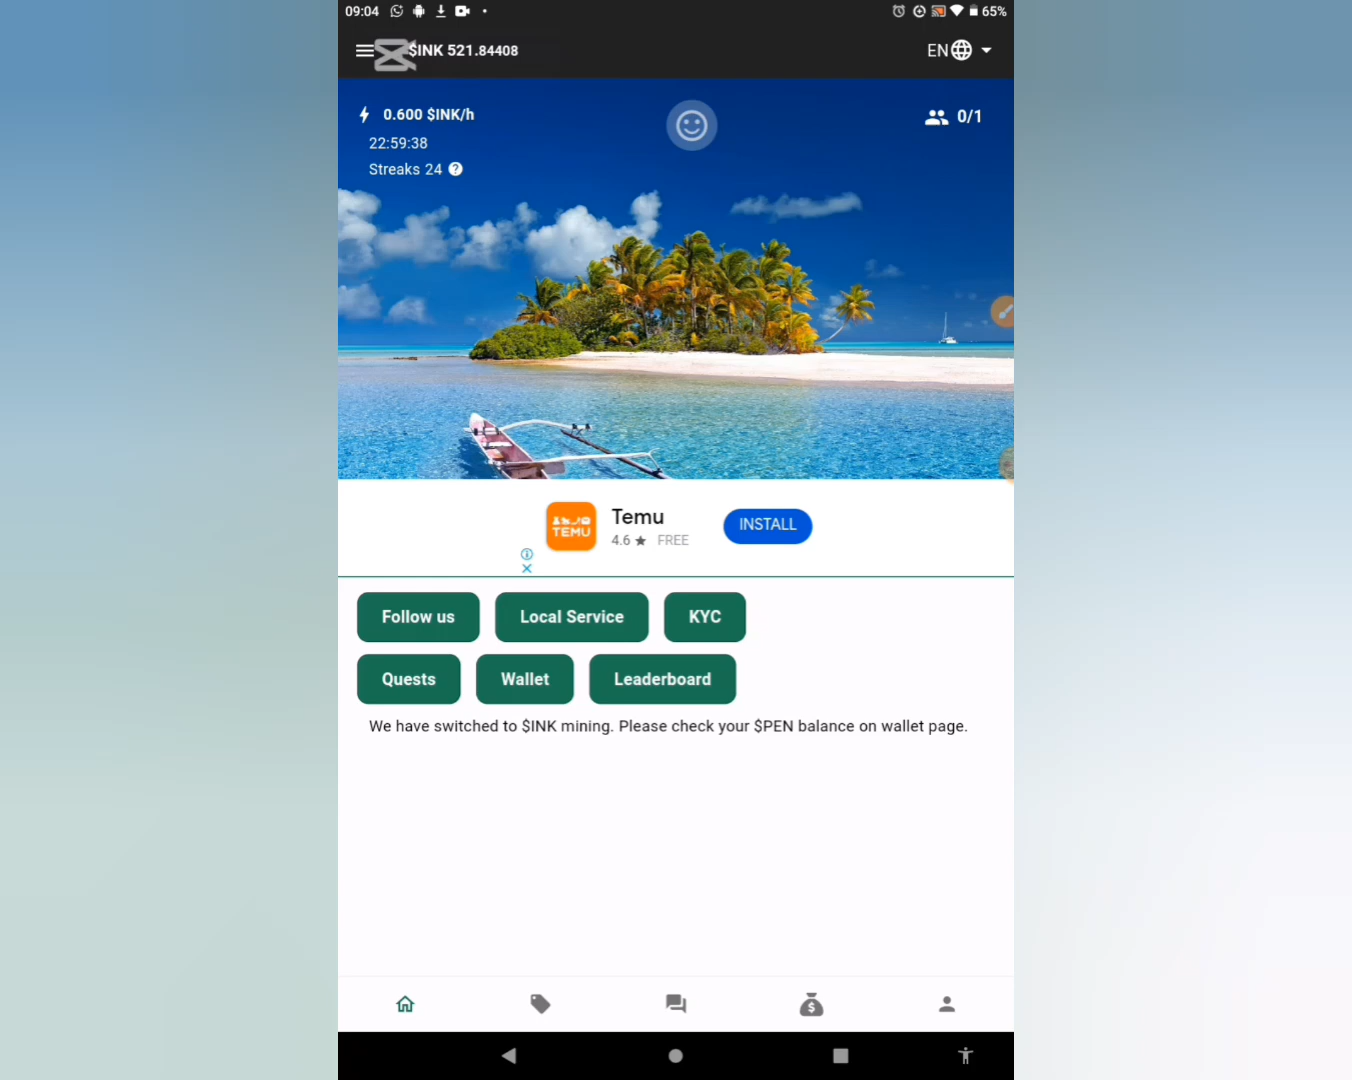 09:04
65%
$INK 521.84408
EN
0.600 $INK/h
0/1
22:59:38
Streaks 24
Temu
TEMU
INSTALL
4.6 ★ FREE
Follow us
Local Service
KYC
Quests
Wallet
Leaderboard
We have switched to $INK mining. Please check your $PEN balance on wallet page.